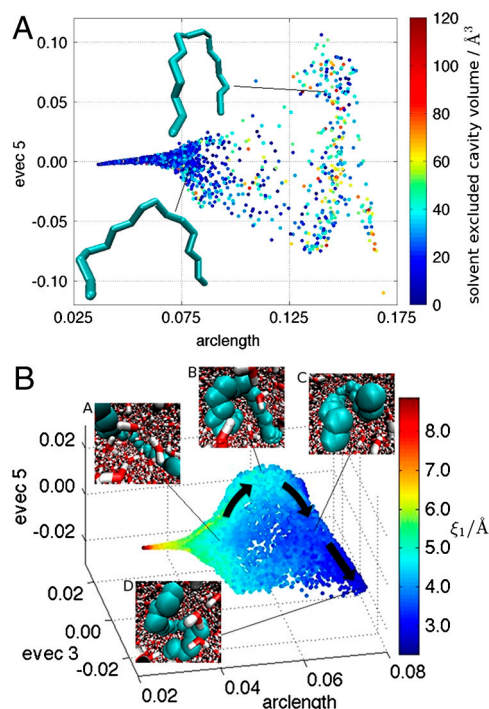 A
evec 5
0.10
0.05
0.00
-0.05
-0.10
0.025
0.075
0.125
0.175
arclength
120
100
80
60
40
20
0
solvent excluded cavity volume / Å³
B
A
B
C
D
evec 5
0.02
0.00
-0.02
evec 3
0.02
0.00
-0.02
0.02
0.04
0.06
0.08
arclength
8.0
7.0
6.0
5.0
4.0
3.0
ξ₁/Å